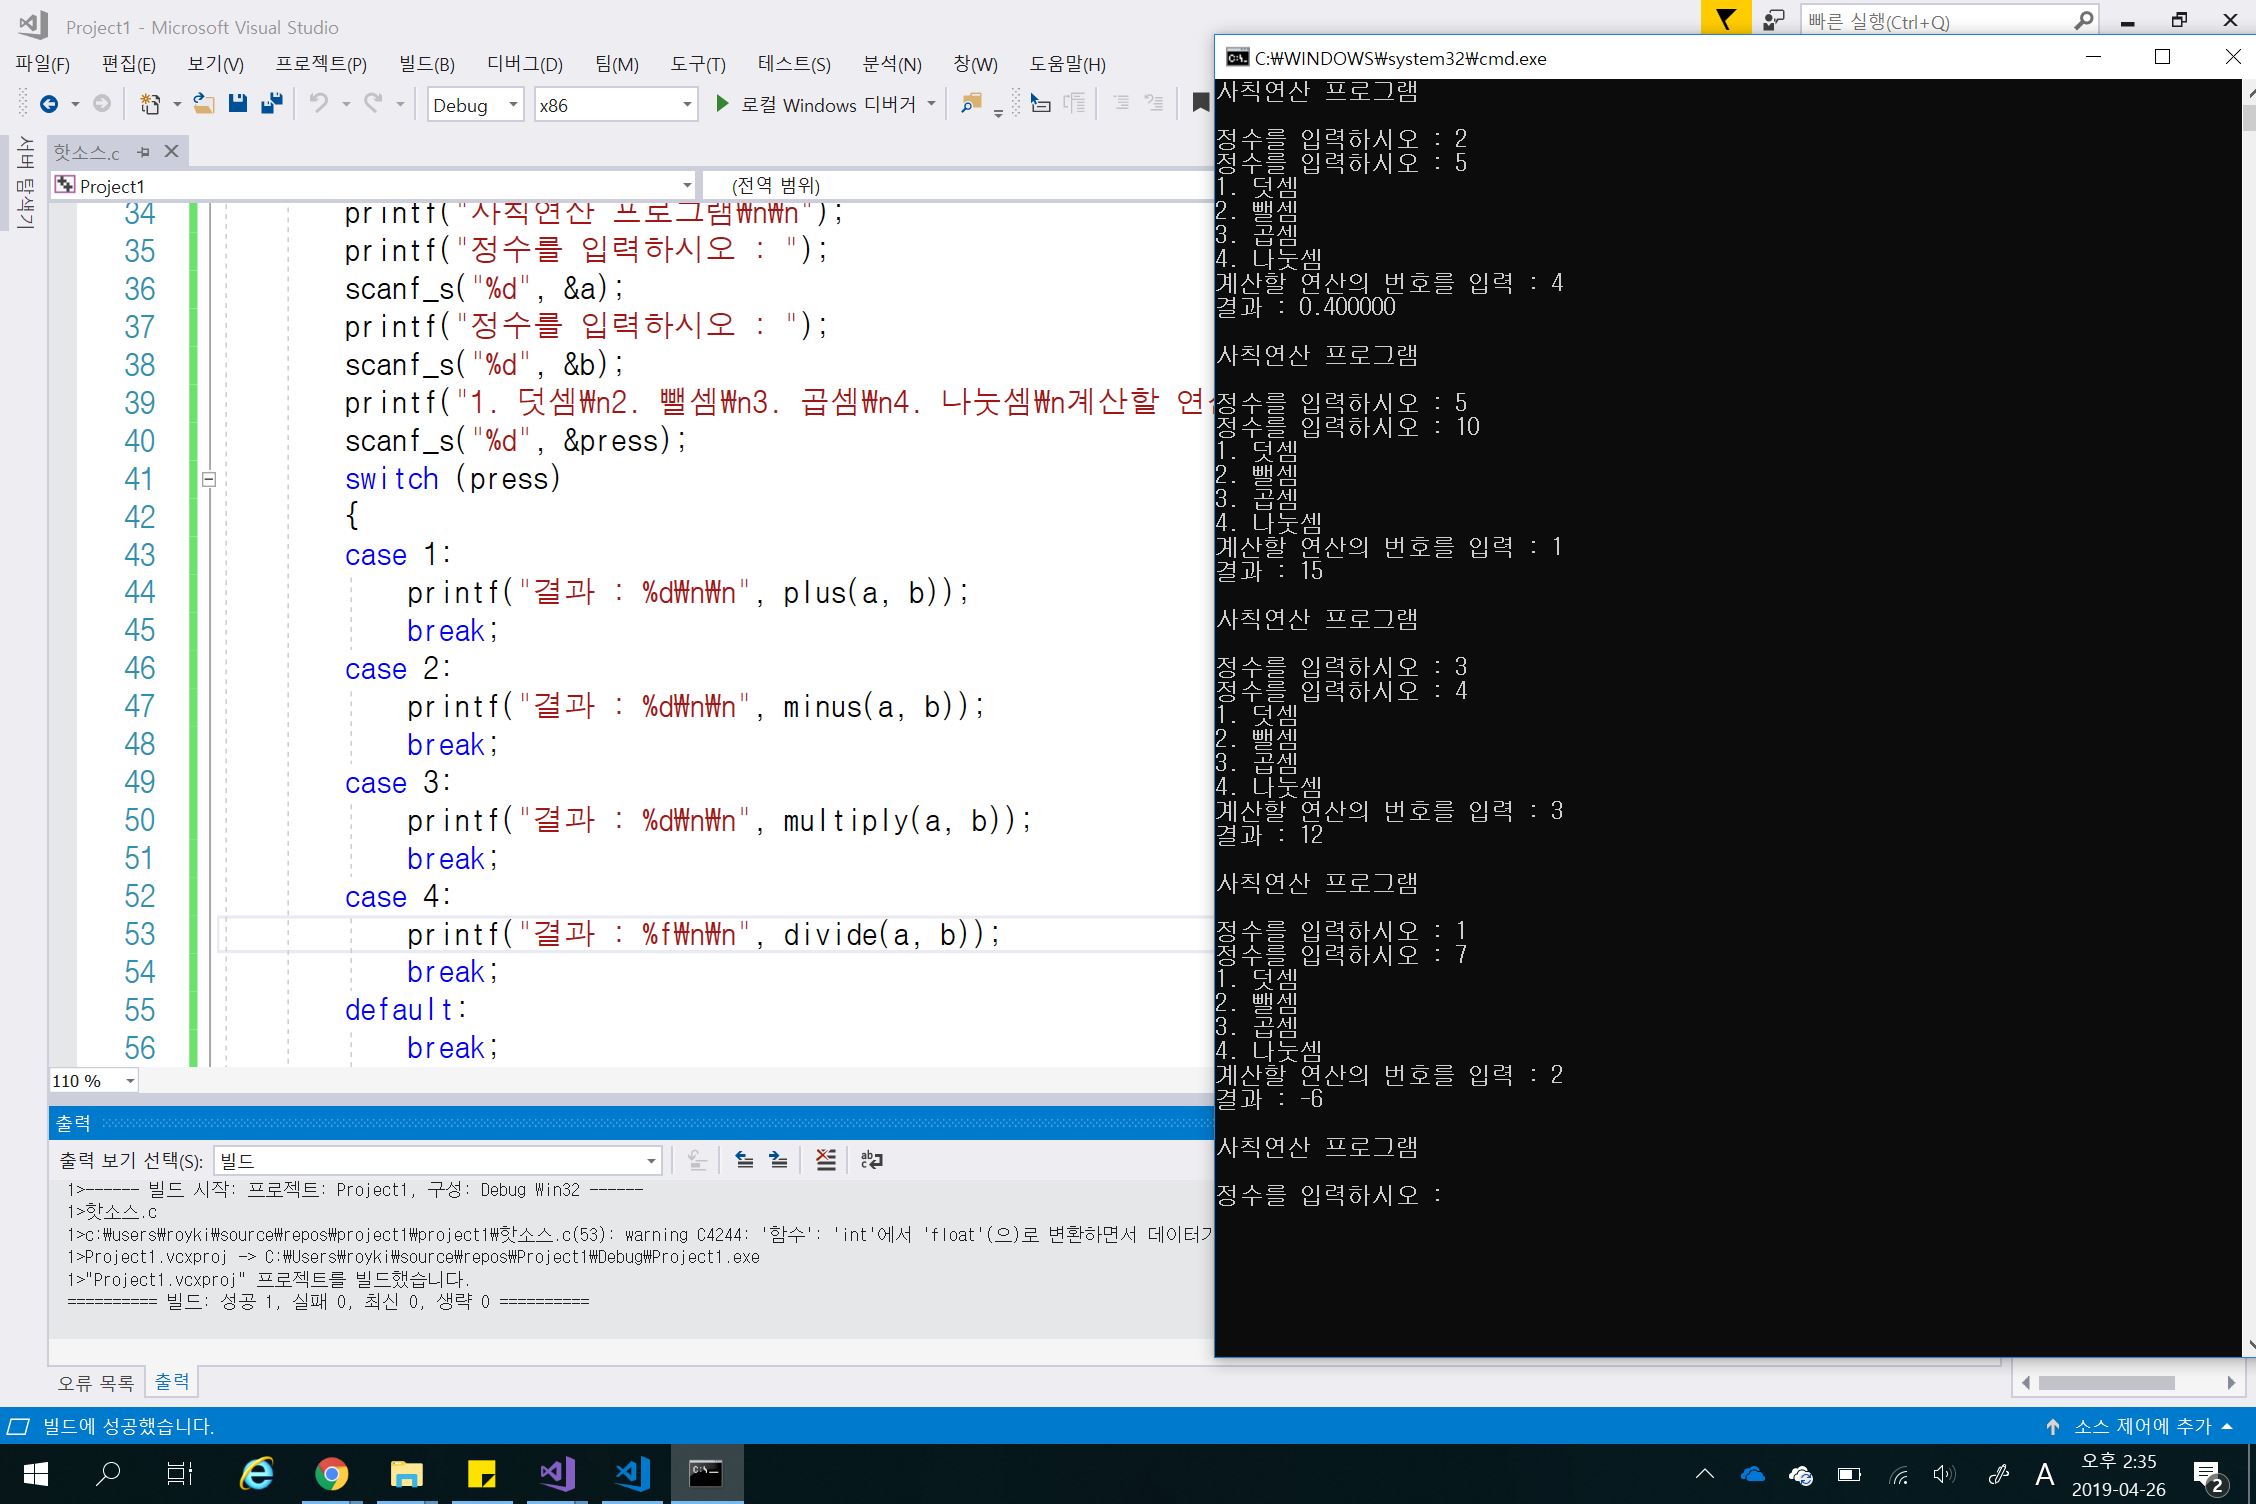 Project1 - Microsoft Visual Studio
빠른 실행(Ctrl+Q)
파일(F) 편집(E) 보기(V) 프로젝트(P) 빌드(B) 디버그(D) 팀(M) 도구(T) 테스트(S) 분석(N) 창(W) 도움말(H)
Debug x86 로컬 Windows 디버거
서버 탐색기
핫소스.c
Project1 (전역 범위)
34 printf("사칙연산 프로그램₩n₩n");
35 printf("정수를 입력하시오 : ");
36 scanf_s("%d", &a);
37 printf("정수를 입력하시오 : ");
38 scanf_s("%d", &b);
39 printf("1. 덧셈₩n2. 뺄셈₩n3. 곱셈₩n4. 나눗셈₩n계산할
40 scanf_s("%d", &press);
41 switch (press)
42 {
43 case 1:
44 printf("결과 : %d₩n₩n", plus(a, b));
45 break;
46 case 2:
47 printf("결과 : %d₩n₩n", minus(a, b));
48 break;
49 case 3:
50 printf("결과 : %d₩n₩n", multiply(a, b));
51 break;
52 case 4:
53 printf("결과 : %f₩n₩n", divide(a, b));
54 break;
55 default:
56 break;
110 %
출력
출력 보기 선택(S): 빌드
1>------ 빌드 시작: 프로젝트: Project1, 구성: Debug Win32 ------
1>핫소스.c
1>c:₩users₩royki₩source₩repos₩project1₩project1₩핫소스.c(53): warning C4244: '함수': 'int'에서 'float'(으)로 변환하면서
1>Project1.vcxproj -> C:₩Users₩royki₩source₩repos₩Project1₩Debug₩Project1.exe
1>"Project1.vcxproj" 프로젝트를 빌드했습니다.
========== 빌드: 성공 1, 실패 0, 최신 0, 생략 0 ==========
오류 목록 출력
빌드에 성공했습니다.
소스 제어에 추가
C:₩WINDOWS₩system32₩cmd.exe
사칙연산 프로그램
정수를 입력하시오 : 2
정수를 입력하시오 : 5
1. 덧셈
2. 뺄셈
3. 곱셈
4. 나눗셈
계산할 연산의 번호를 입력 : 4
결과 : 0.400000
사칙연산 프로그램
정수를 입력하시오 : 5
정수를 입력하시오 : 10
1. 덧셈
2. 뺄셈
3. 곱셈
4. 나눗셈
계산할 연산의 번호를 입력 : 1
결과 : 15
사칙연산 프로그램
정수를 입력하시오 : 3
정수를 입력하시오 : 4
1. 덧셈
2. 뺄셈
3. 곱셈
4. 나눗셈
계산할 연산의 번호를 입력 : 3
결과 : 12
사칙연산 프로그램
정수를 입력하시오 : 1
정수를 입력하시오 : 7
1. 덧셈
2. 뺄셈
3. 곱셈
4. 나눗셈
계산할 연산의 번호를 입력 : 2
결과 : -6
사칙연산 프로그램
정수를 입력하시오 :
A
오후 2:35
2019-04-26
2